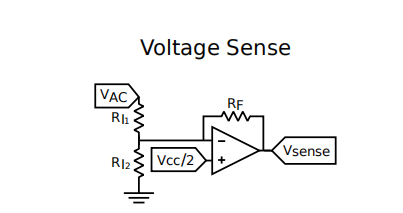 Voltage Sense
VAC
RF
RI1
Vcc/2
Vsense
RI2
-
+